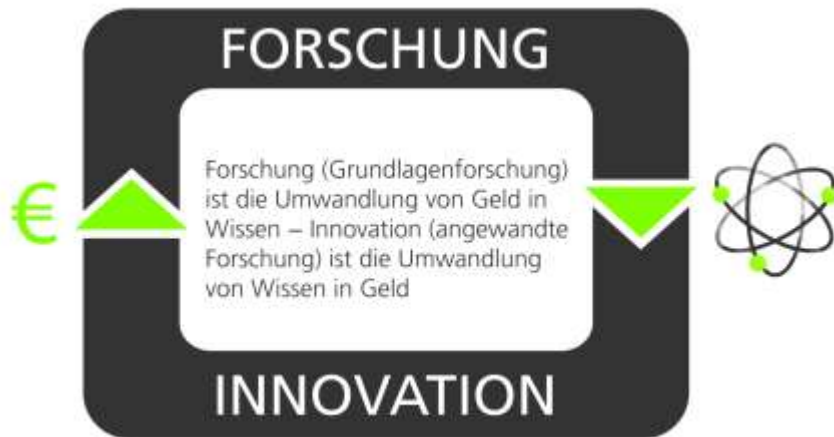 FORSCHUNG
€
Forschung (Grundlagenforschung)
ist die Umwandlung von Geld in
Wissen – Innovation (angewandte
Forschung) ist die Umwandlung
von Wissen in Geld
INNOVATION